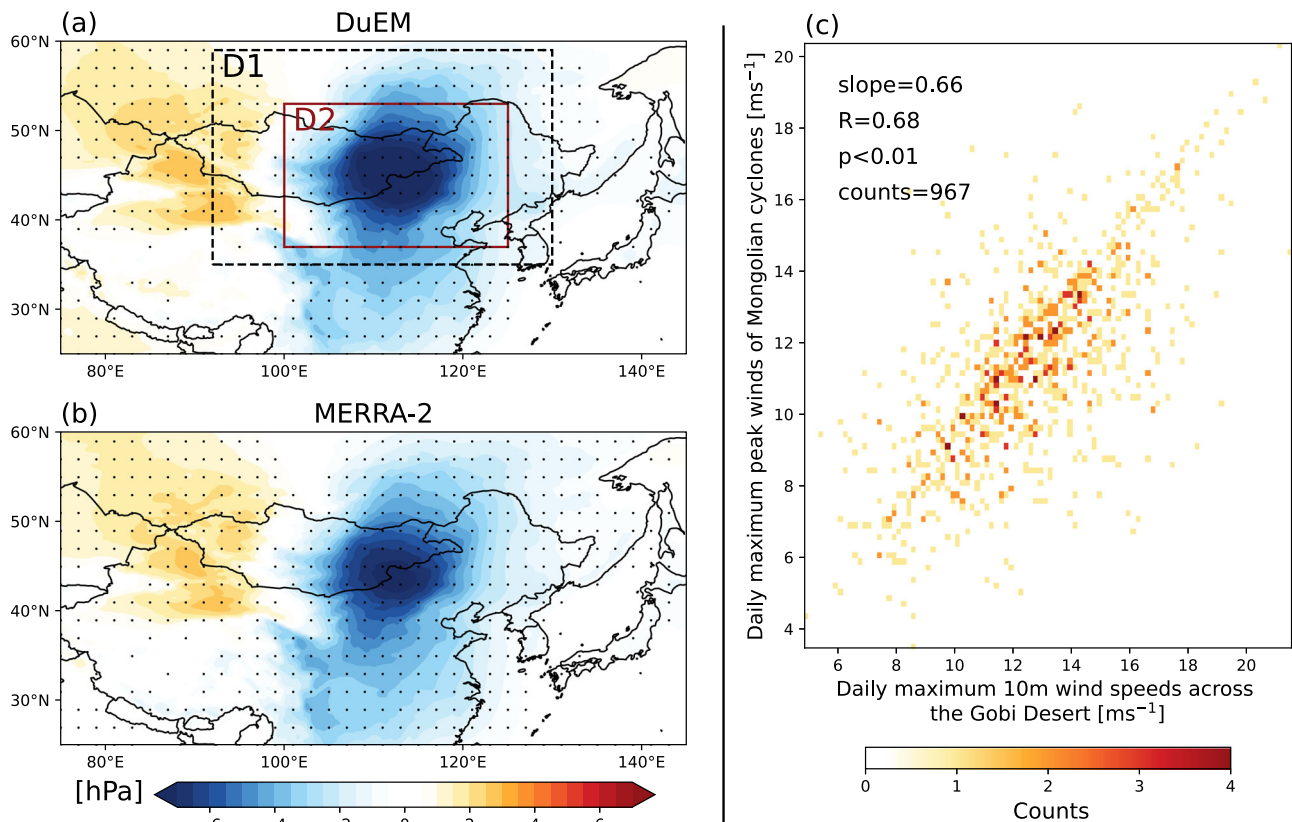 (a)
DuEM
60°N
D1
50°N
D2
40°N
30°N
80°E
100°E
120°E
140°E
(b)
MERRA-2
60°N
50°N
40°N
30°N
80°E
100°E
120°E
140°E
[hPa]
(c)
Daily maximum peak winds of Mongolian cyclones [ms⁻¹]
20
18
16
14
12
10
8
6
4
slope=0.66
R=0.68
p<0.01
counts=967
6
8
10
12
14
16
18
20
Daily maximum 10m wind speeds across
the Gobi Desert [ms⁻¹]
0
1
2
3
4
Counts